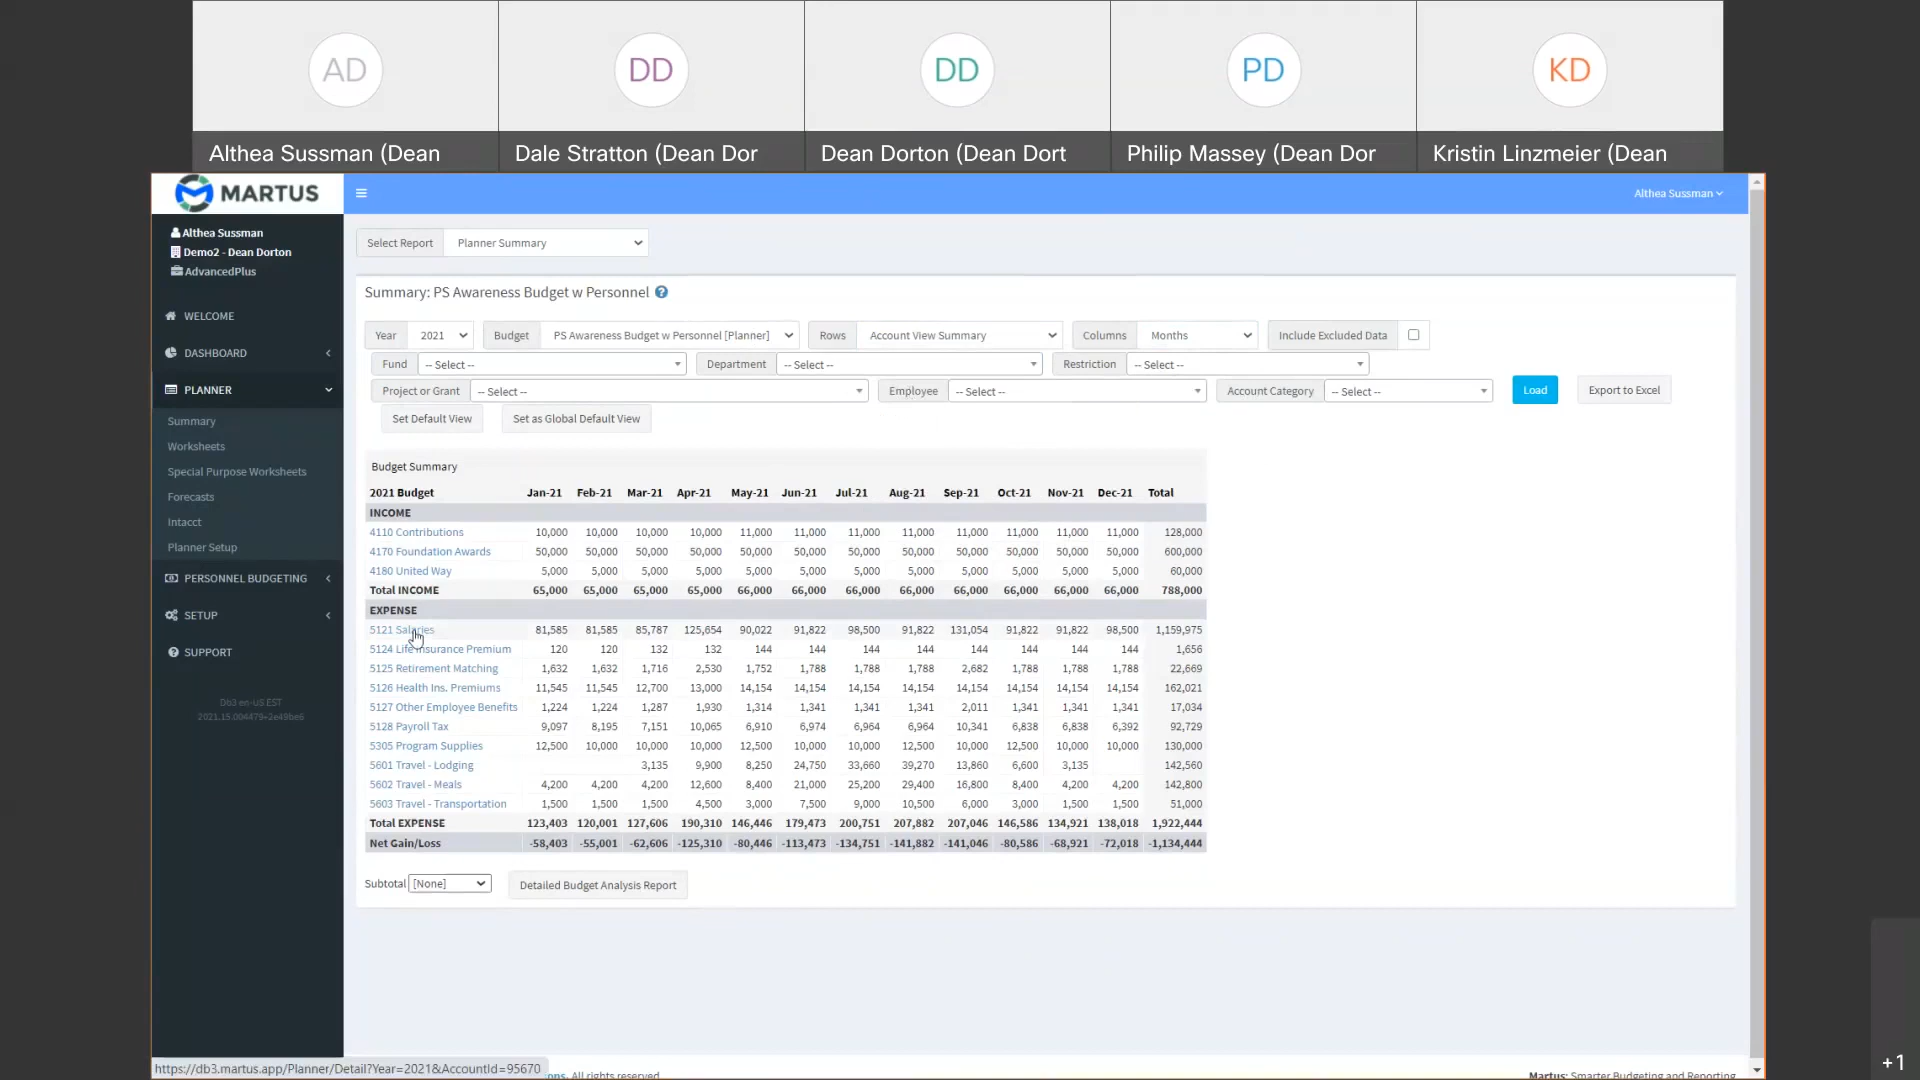 AD
DD
DD
PD
KD
Althea Sussman (Dean
Dale Stratton (Dean Dor
Dean Dorton (Dean Dort
Philip Massey (Dean Dor
Kristin Linzmeier (Dean
MARTUS
Althea Sussman
Althea Sussman
Demo2 - Dean Dorton
AdvancedPlus
WELCOME
DASHBOARD
PLANNER
Summary
Worksheets
Special Purpose Worksheets
Forecasts
Intacct
Planner Setup
PERSONNEL BUDGETING
SETUP
SUPPORT
Db3 en-US EST
2021.15.004479+2e49be6
Select Report Planner Summary
Summary: PS Awareness Budget w Personnel
Year 2021 Budget PS Awareness Budget w Personnel [Planner] Rows Account View Summary Columns Months Include Excluded Data
Fund -- Select -- Department -- Select -- Restriction -- Select --
Project or Grant -- Select -- Employee -- Select -- Account Category -- Select -- Load Export to Excel
Set Default View Set as Global Default View
Budget Summary
2021 Budget Jan-21 Feb-21 Mar-21 Apr-21 May-21 Jun-21 Jul-21 Aug-21 Sep-21 Oct-21 Nov-21 Dec-21 Total
INCOME
4110 Contributions 10,000 10,000 10,000 10,000 11,000 11,000 11,000 11,000 11,000 11,000 11,000 11,000 128,000
4170 Foundation Awards 50,000 50,000 50,000 50,000 50,000 50,000 50,000 50,000 50,000 50,000 50,000 50,000 600,000
4180 United Way 5,000 5,000 5,000 5,000 5,000 5,000 5,000 5,000 5,000 5,000 5,000 5,000 60,000
Total INCOME 65,000 65,000 65,000 65,000 66,000 66,000 66,000 66,000 66,000 66,000 66,000 66,000 788,000
EXPENSE
5121 Salaries 81,585 81,585 85,787 125,654 90,022 91,822 98,500 91,822 131,054 91,822 91,822 98,500 1,159,975
5124 Life Insurance Premium 120 120 132 132 144 144 144 144 144 144 144 144 1,656
5125 Retirement Matching 1,632 1,632 1,716 2,530 1,752 1,788 1,788 1,788 2,682 1,788 1,788 1,788 22,669
5126 Health Ins. Premiums 11,545 11,545 12,700 13,000 14,154 14,154 14,154 14,154 14,154 14,154 14,154 14,154 162,021
5127 Other Employee Benefits 1,224 1,224 1,287 1,930 1,314 1,341 1,341 1,341 2,011 1,341 1,341 1,341 17,034
5128 Payroll Tax 9,097 8,195 7,151 10,065 6,910 6,974 6,964 6,964 10,341 6,838 6,838 6,392 92,729
5305 Program Supplies 12,500 10,000 10,000 10,000 12,500 10,000 10,000 12,500 10,000 12,500 10,000 10,000 130,000
5601 Travel - Lodging 3,135 9,900 8,250 24,750 33,660 39,270 13,860 6,600 3,135 142,560
5602 Travel - Meals 4,200 4,200 4,200 12,600 8,400 21,000 25,200 29,400 16,800 8,400 4,200 4,200 142,800
5603 Travel - Transportation 1,500 1,500 1,500 4,500 3,000 7,500 9,000 10,500 6,000 3,000 1,500 1,500 51,000
Total EXPENSE 123,403 120,001 127,606 190,310 146,446 179,473 200,751 207,882 207,046 146,586 134,921 138,018 1,922,444
Net Gain/Loss -58,403 -55,001 -62,606 -125,310 -80,446 -113,473 -134,751 -141,882 -141,046 -80,586 -68,921 -72,018 -1,134,444
Subtotal [None] Detailed Budget Analysis Report
https://db3.martus.app/Planner/Detail?Year=2021&AccountId=95670
All rights reserved
Martus: Smarter Budgeting and Reporting
+1